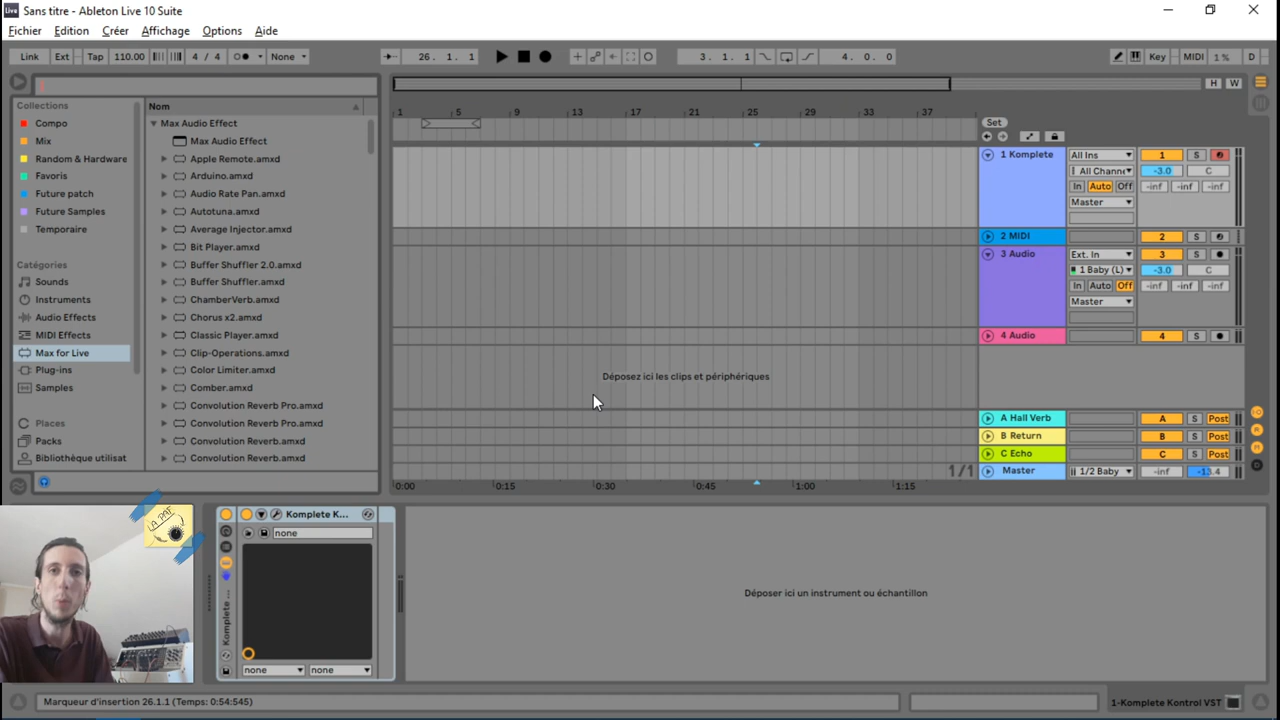 Sans titre - Ableton Live 10 Suite
Fichier Edition Créer Affichage Options Aide
Link Ext Tap 110.00 4 / 4 None 26. 1. 1 3. 1. 1 4. 0. 0 Key MIDI 1 % D
H W
Collections
Compo
Mix
Random & Hardware
Favoris
Future patch
Future Samples
Temporaire
Catégories
Sounds
Instruments
Audio Effects
MIDI Effects
Max for Live
Plug-ins
Samples
Places
Packs
Bibliothèque utilisat
Nom
Max Audio Effect
Max Audio Effect
Apple Remote.amxd
Arduino.amxd
Audio Rate Pan.amxd
Autotuna.amxd
Average Injector.amxd
Bit Player.amxd
Buffer Shuffler 2.0.amxd
Buffer Shuffler.amxd
ChamberVerb.amxd
Chorus x2.amxd
Classic Player.amxd
Clip-Operations.amxd
Color Limiter.amxd
Comber.amxd
Convolution Reverb Pro.amxd
Convolution Reverb Pro.amxd
Convolution Reverb.amxd
Convolution Reverb.amxd
1 5 9 13 17 21 25 29 33 37
Set
1 Komplete All Ins 1 S
All Channe -3.0 C
In Auto Off -inf -inf -inf
Master
2 MIDI 2 S
3 Audio Ext. In 3 S
1 Baby (L) -3.0 C
In Auto Off -inf -inf -inf
Master
4 Audio 4 S
Déposez ici les clips et périphériques
A Hall Verb A S Post
B Return B S Post
C Echo C S Post
1/1 Master 1/2 Baby -inf -13.4
0:00 0:15 0:30 0:45 1:00 1:15
LA PAT
Komplete K...
none
Komplete ...
none none
Déposer ici un instrument ou échantillon
Marqueur d'insertion 26.1.1 (Temps: 0:54:545)
1-Komplete Kontrol VST